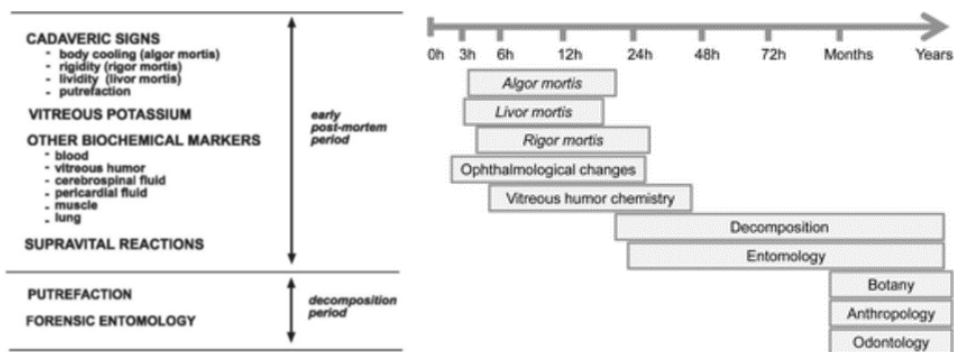 CADAVERIC SIGNS
- body cooling (algor mortis)
- rigidity (rigor mortis)
- lividity (livor mortis)
- putrefaction
VITREOUS POTASSIUM
OTHER BIOCHEMICAL MARKERS
- blood
- vitreous humor
- cerebrospinal fluid
- pericardial fluid
- muscle
- lung
SUPRAVITAL REACTIONS
early
post-mortem
period
PUTREFACTION
FORENSIC ENTOMOLOGY
decomposition
period
0h 3h 6h 12h 24h 48h 72h Months Years
Algor mortis
Livor mortis
Rigor mortis
Ophthalmological changes
Vitreous humor chemistry
Decomposition
Entomology
Botany
Anthropology
Odontology